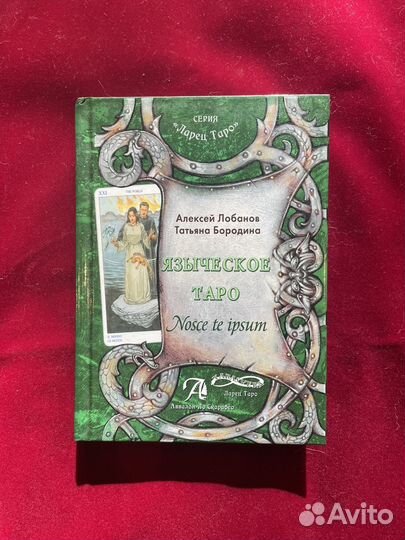 СЕРИЯ
«Ларец Таро»
XXI
THE WORLD
Алексей Лобанов
Татьяна Бородина
ЯЗЫЧЕСКОЕ
ТАРО
Nosce te ipsum
Аввалон-Ло Скарабео
Ларец Таро
Avito